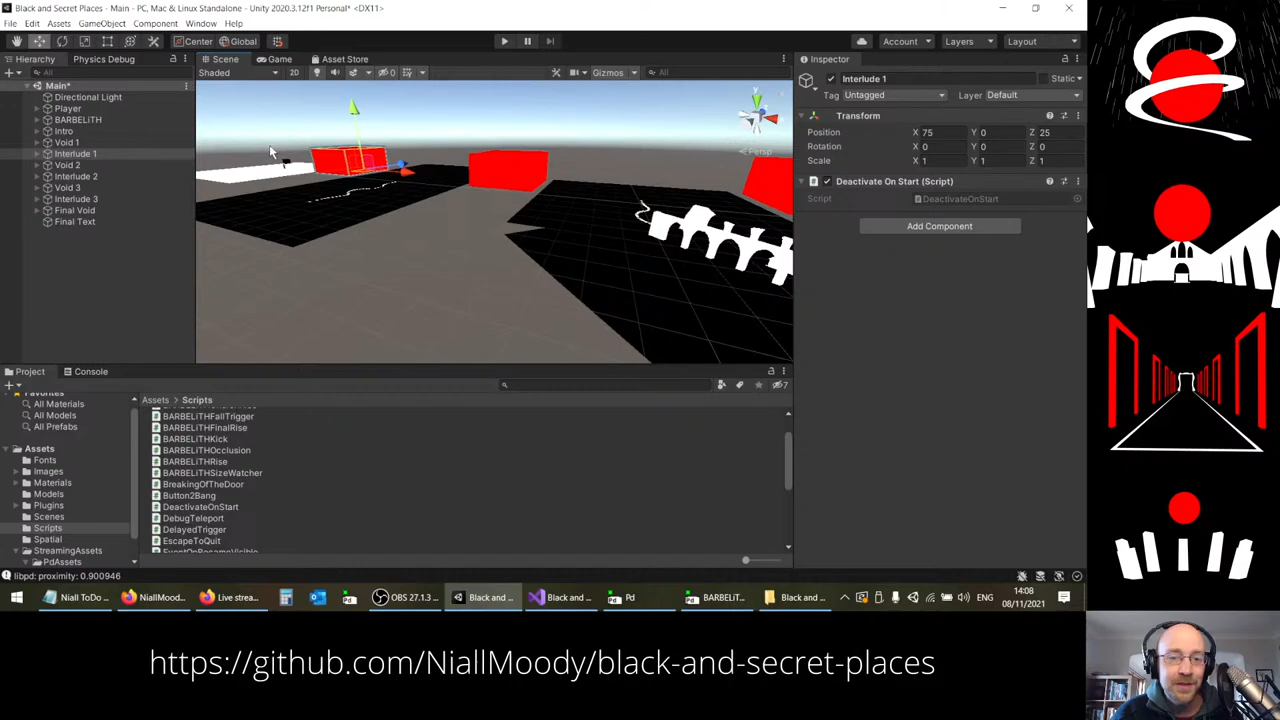 Black and Secret Places - Main - PC, Mac & Linux Standalone - Unity 2020.3.12f1 Personal* <DX11>
File Edit Assets GameObject Component Window Help
Center Global Account Layers Layout
Hierarchy Physics Debug Scene Game Asset Store Inspector
All Shaded 2D 0 Gizmos All
Main*
Directional Light
Player
BARBELiTH
Intro
Void 1
Interlude 1
Void 2
Interlude 2
Void 3
Interlude 3
Final Void
Final Text
y
Persp
Interlude 1 Static
Tag Untagged Layer Default
Transform
Position X 75 Y 0 Z 25
Rotation X 0 Y 0 Z 0
Scale X 1 Y 1 Z 1
Deactivate On Start (Script)
Script DeactivateOnStart
Add Component
Project Console
7
Favorites
All Materials
All Models
All Prefabs
Assets
Fonts
Images
Materials
Models
Plugins
Scenes
Scripts
Spatial
StreamingAssets
PdAssets
Assets Scripts
BARBELiTHFallTrigger
BARBELiTHFinalRise
BARBELiTHKick
BARBELiTHOcclusion
BARBELiTHRise
BARBELiTHSizeWatcher
BreakingOfTheDoor
Button2Bang
DeactivateOnStart
DebugTeleport
DelayedTrigger
EscapeToQuit
EventOnBecameVisible
libpd: proximity: 0.900946
Niall ToDo ... NiallMood... Live strea... OBS 27.1.3 ... Black and ... Black and ... Pd BARBELiT... Black and ... ENG 14:08
08/11/2021
https://github.com/NiallMoody/black-and-secret-places